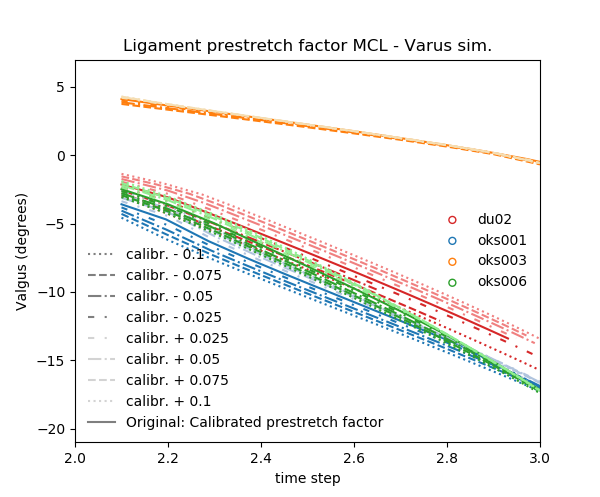 Ligament prestretch factor MCL - Varus sim.
5
0
−5
−10
−15
−20
Valgus (degrees)
du02
oks001
oks003
oks006
calibr. - 0.1
calibr. - 0.075
calibr. - 0.05
calibr. - 0.025
calibr. + 0.025
calibr. + 0.05
calibr. + 0.075
calibr. + 0.1
Original: Calibrated prestretch factor
2.0 2.2 2.4 2.6 2.8 3.0
time step